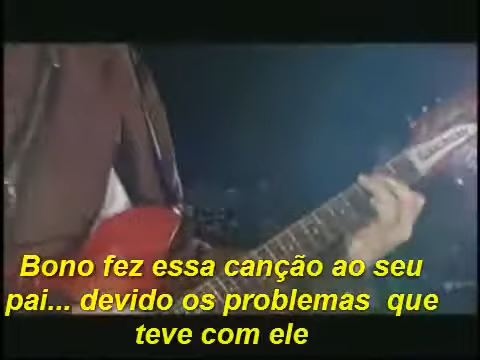 Bono fez essa canção ao seu
pai... devido os problemas que
teve com ele